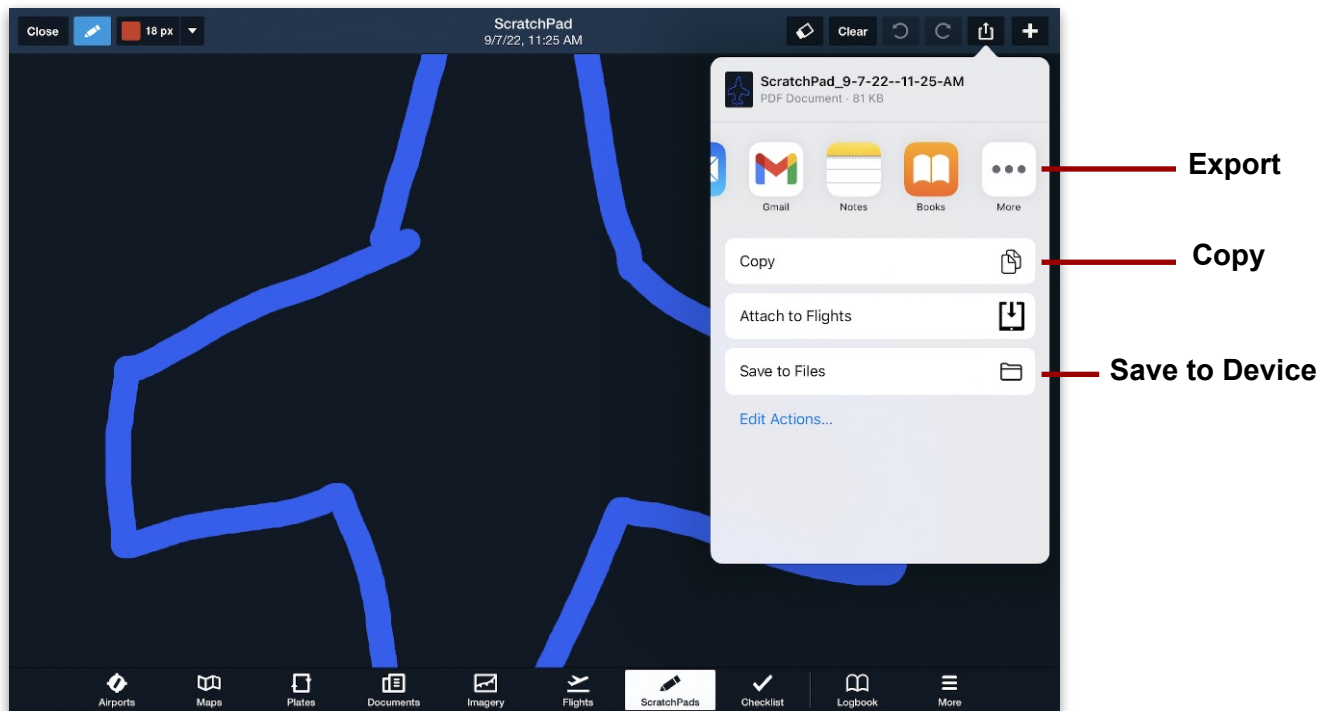 Close
18 px
ScratchPad
9/7/22, 11:25 AM
Clear
ScratchPad_9-7-22--11-25-AM
PDF Document · 81 KB
Gmail
Notes
Books
More
Export
Copy
Copy
Attach to Flights
Save to Files
Save to Device
Edit Actions...
Airports
Maps
Plates
Documents
Imagery
Flights
ScratchPads
Checklist
Logbook
More